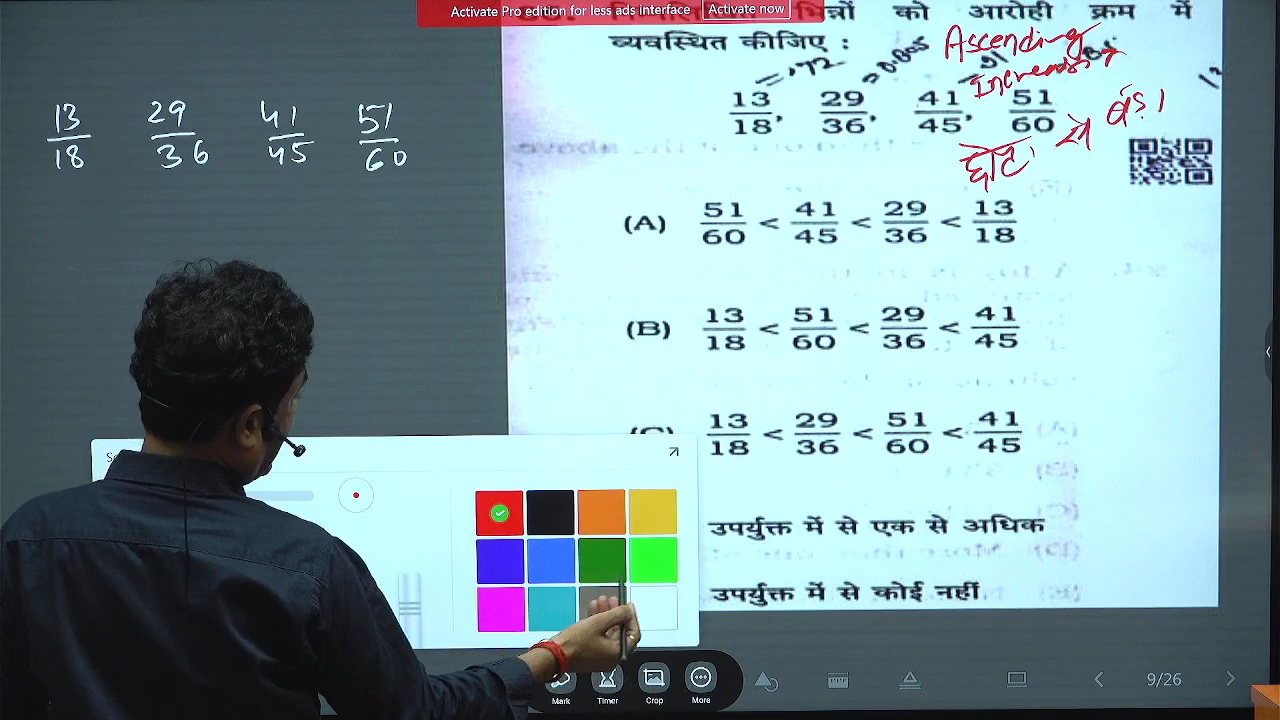 Activate Pro edition for less ads interface Activate now
भिन्नों को आरोही क्रम में
व्यवस्थित कीजिए :
Ascending
Increasing
= .72
= 0.805
13/18, 29/36, 41/45, 51/60
छोटा से बड़ा
13/18 29/36 41/45 51/60
(A) 51/60 < 41/45 < 29/36 < 13/18
(B) 13/18 < 51/60 < 29/36 < 41/45
13/18 < 29/36 < 51/60 < 41/45
उपर्युक्त में से एक से अधिक
उपर्युक्त में से कोई नहीं
Mark Timer Crop More
9/26